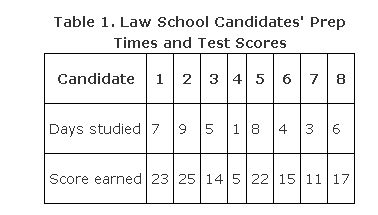 Table 1. Law School Candidates' Prep
Times and Test Scores
Candidate 1 2 3 4 5 6 7 8
Days studied 7 9 5 1 8 4 3 6
Score earned 23 25 14 5 22 15 11 17